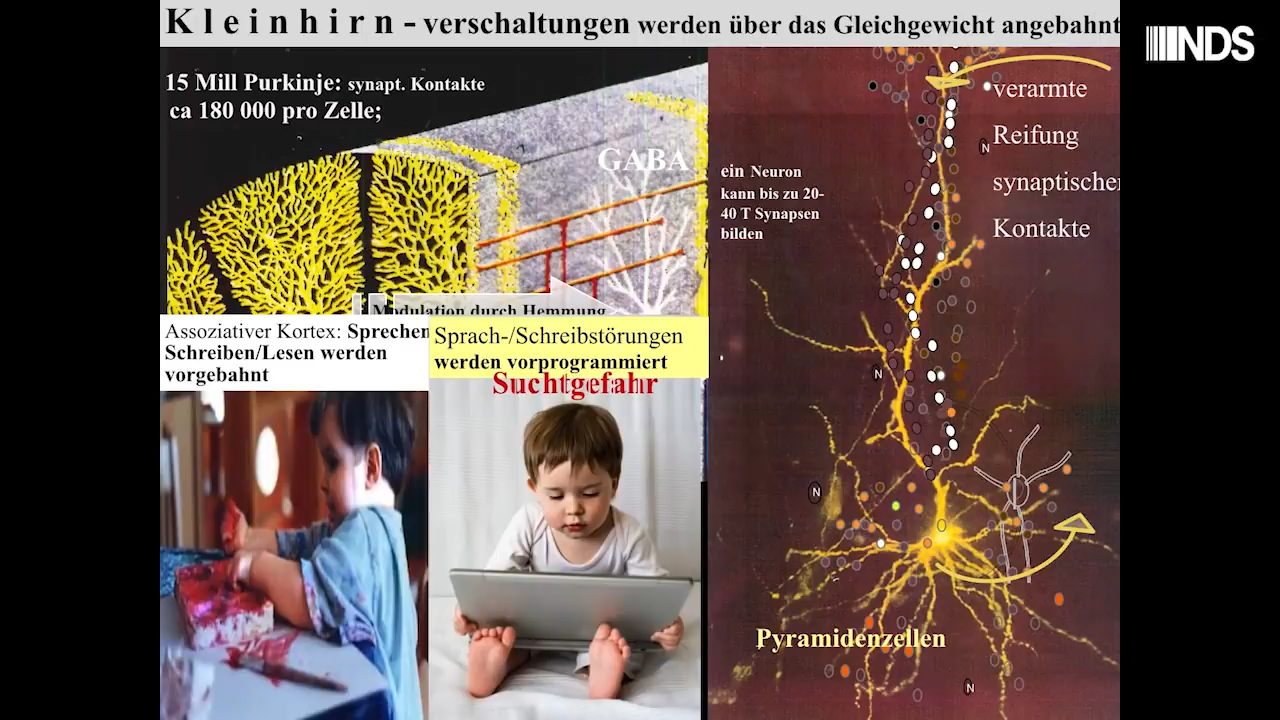 K l e i n h i r n - verschaltungen werden über das Gleichgewicht angebahnt
NDS
15 Mill Purkinje: synapt. Kontakte
ca 180 000 pro Zelle;
GABA
Modulation durch Hemmung
Assoziativer Kortex: Sprechen
Schreiben/Lesen werden
vorgebahnt
Sprach-/Schreibstörungen
werden vorprogrammiert
Suchtgefahr
ein Neuron
kann bis zu 20-
40 T Synapsen
bilden
verarmte
Reifung
synaptischer
Kontakte
N
N
N
N
Pyramidenzellen